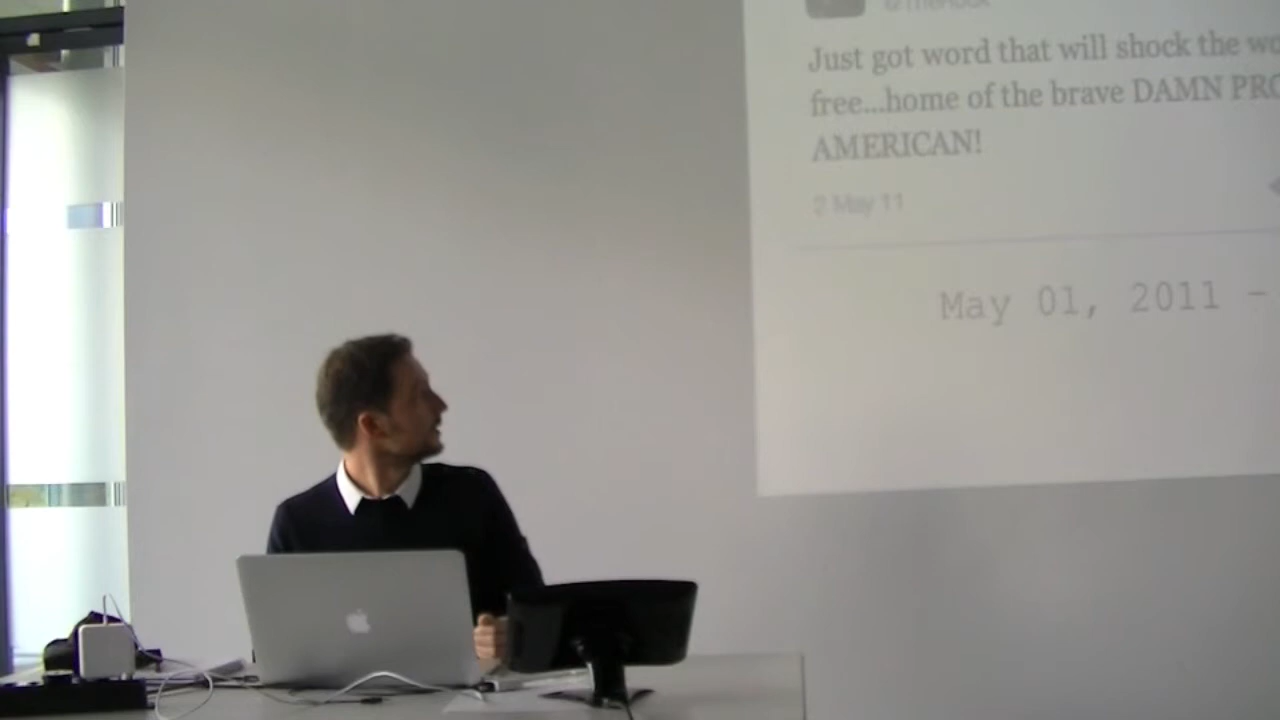 Just got word that will shock the wo
free...home of the brave DAMN PRO
AMERICAN!
2 May 11
May 01, 2011 –